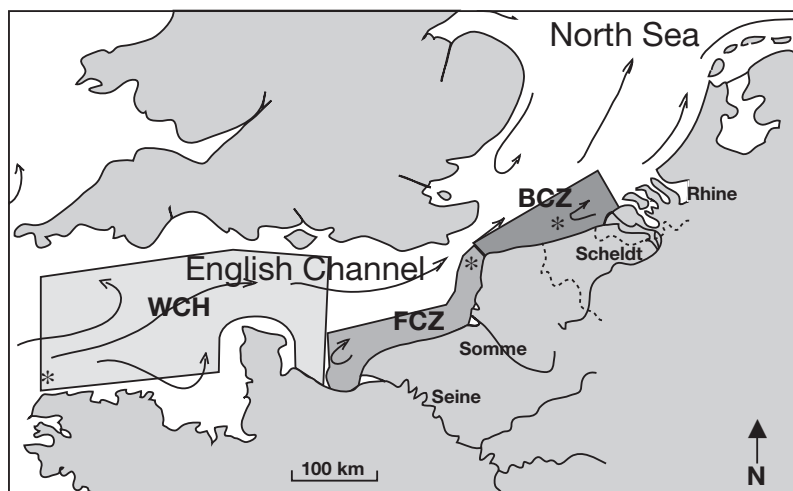 North Sea
BCZ
*
Rhine
Scheldt
*
English Channel
WCH
FCZ
*
Somme
Seine
100 km
N